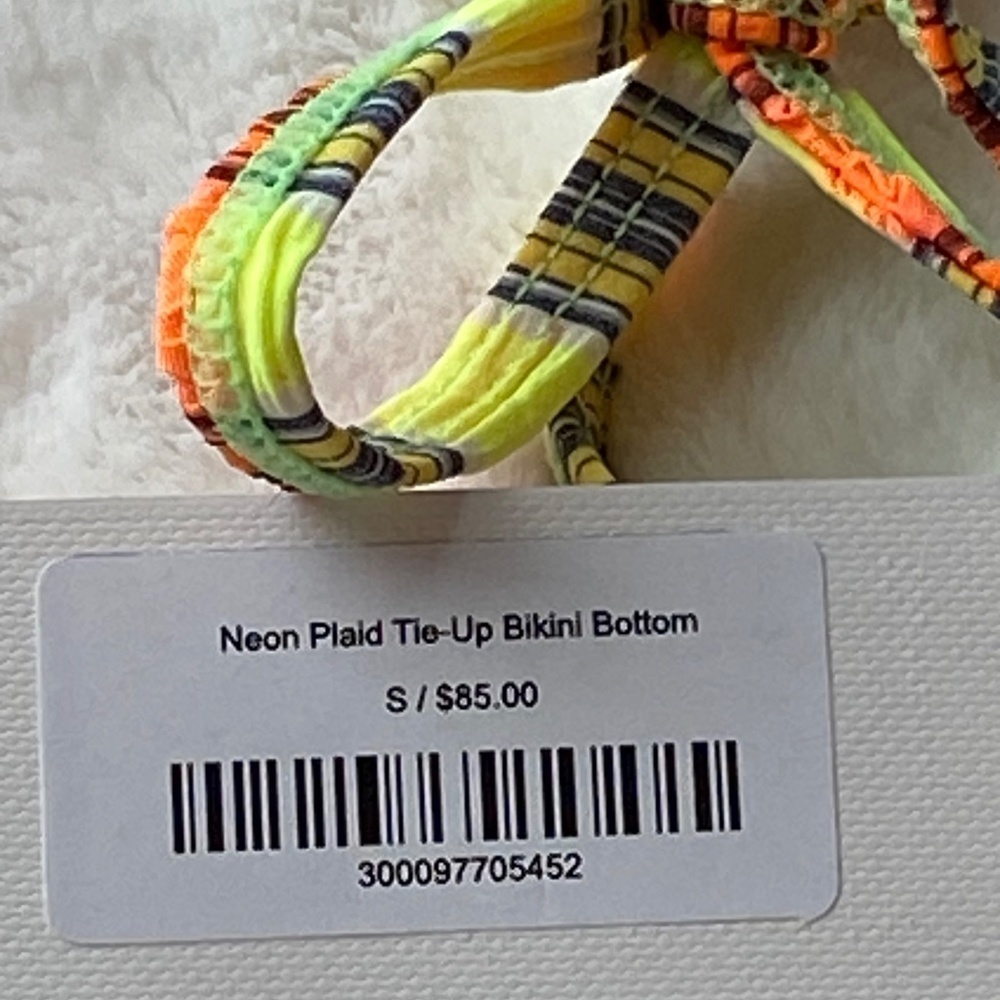 Neon Plaid Tie-Up Bikini Bottom
S / $85.00
300097705452